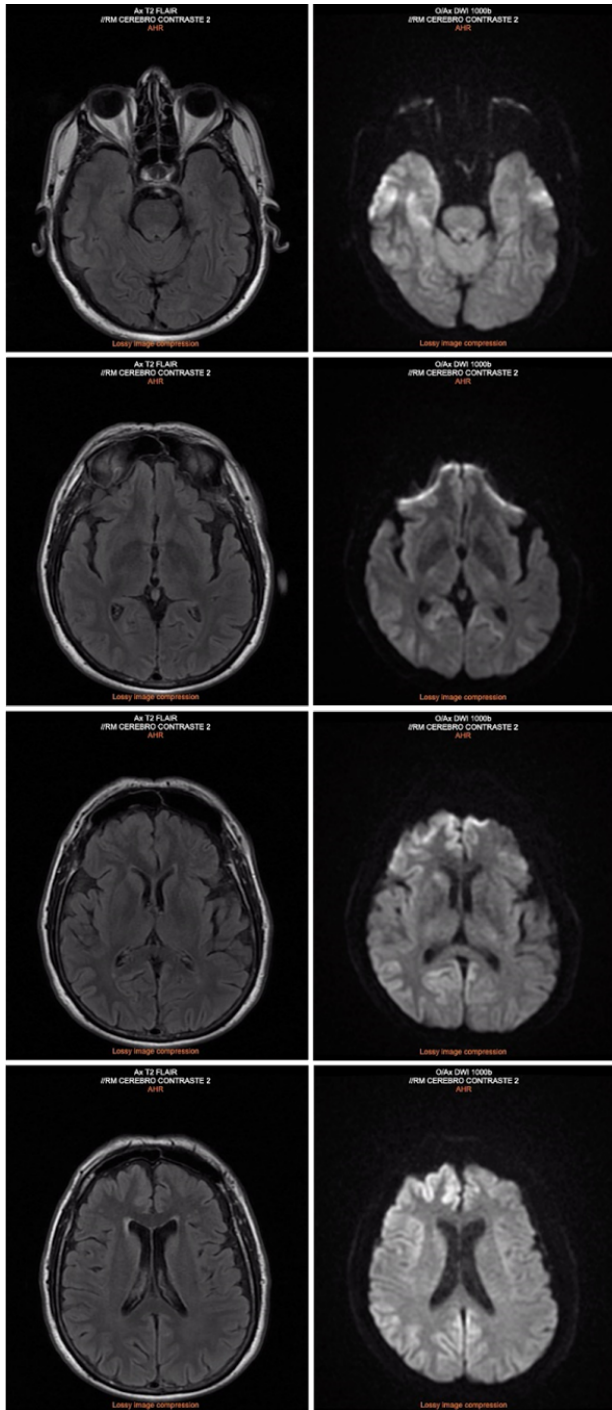 Ax T2 FLAIR
//RM CEREBRO CONTRASTE 2
AHR
Lossy image compression
O/Ax DWI 1000b
//RM CEREBRO CONTRASTE 2
AHR
Lossy image compression
Ax T2 FLAIR
//RM CEREBRO CONTRASTE 2
AHR
Lossy image compression
O/Ax DWI 1000b
//RM CEREBRO CONTRASTE 2
AHR
Lossy image compression
Ax T2 FLAIR
//RM CEREBRO CONTRASTE 2
AHR
Lossy image compression
O/Ax DWI 1000b
//RM CEREBRO CONTRASTE 2
AHR
Lossy image compression
Ax T2 FLAIR
//RM CEREBRO CONTRASTE 2
AHR
Lossy image compression
O/Ax DWI 1000b
//RM CEREBRO CONTRASTE 2
AHR
Lossy image compression